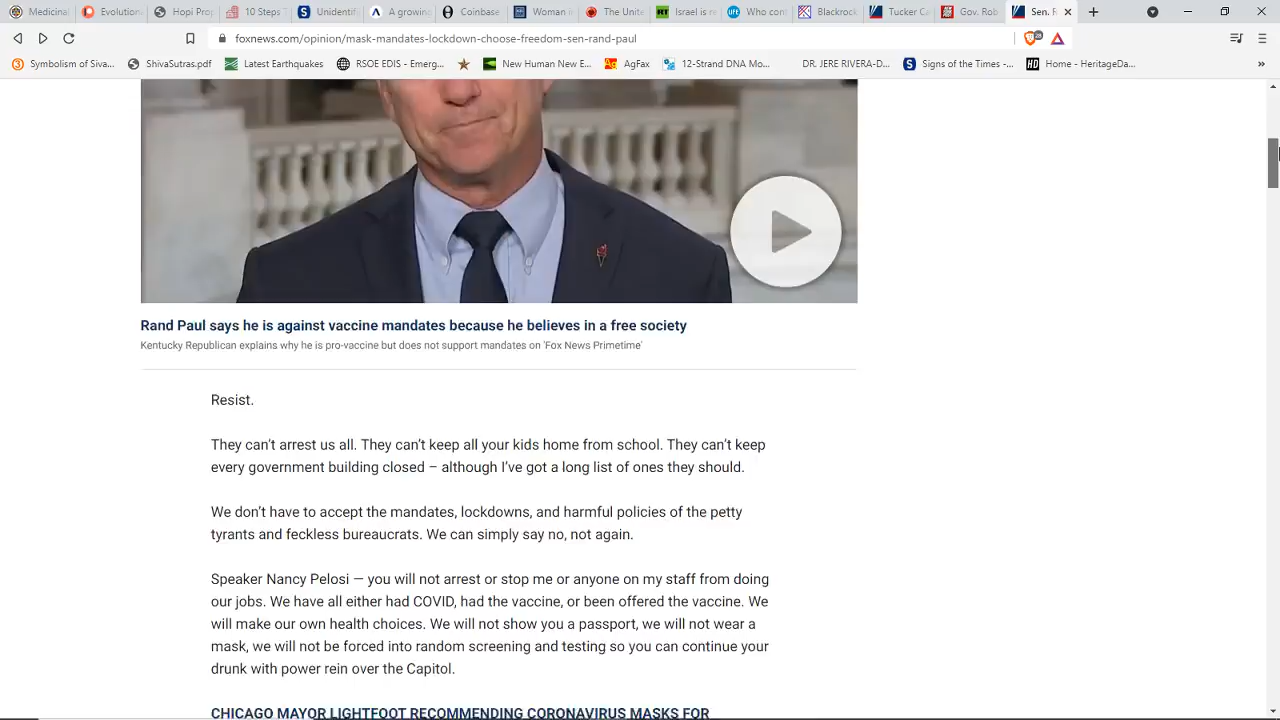 Medicinal
Evolutiona
Hopi Prop
10 Steps T
Unidentif
A growin
Coinbase
Woman in
The Unite
Israel is re
Who cont
Blackrock
Tucker Ca
Gov. Rob
Sen. R
foxnews.com/opinion/mask-mandates-lockdown-choose-freedom-sen-rand-paul
Symbolism of Siva...
ShivaSutras.pdf
Latest Earthquakes
RSOE EDIS - Emerg...
New Human New E...
AgFax
12-Strand DNA Mo...
DR. JERE RIVERA-D...
Signs of the Times -...
Home - HeritageDa...
Rand Paul says he is against vaccine mandates because he believes in a free society
Kentucky Republican explains why he is pro-vaccine but does not support mandates on 'Fox News Primetime'
Resist.
They can't arrest us all. They can't keep all your kids home from school. They can't keep
every government building closed – although I've got a long list of ones they should.
We don't have to accept the mandates, lockdowns, and harmful policies of the petty
tyrants and feckless bureaucrats. We can simply say no, not again.
Speaker Nancy Pelosi — you will not arrest or stop me or anyone on my staff from doing
our jobs. We have all either had COVID, had the vaccine, or been offered the vaccine. We
will make our own health choices. We will not show you a passport, we will not wear a
mask, we will not be forced into random screening and testing so you can continue your
drunk with power rein over the Capitol.
CHICAGO MAYOR LIGHTFOOT RECOMMENDING CORONAVIRUS MASKS FOR